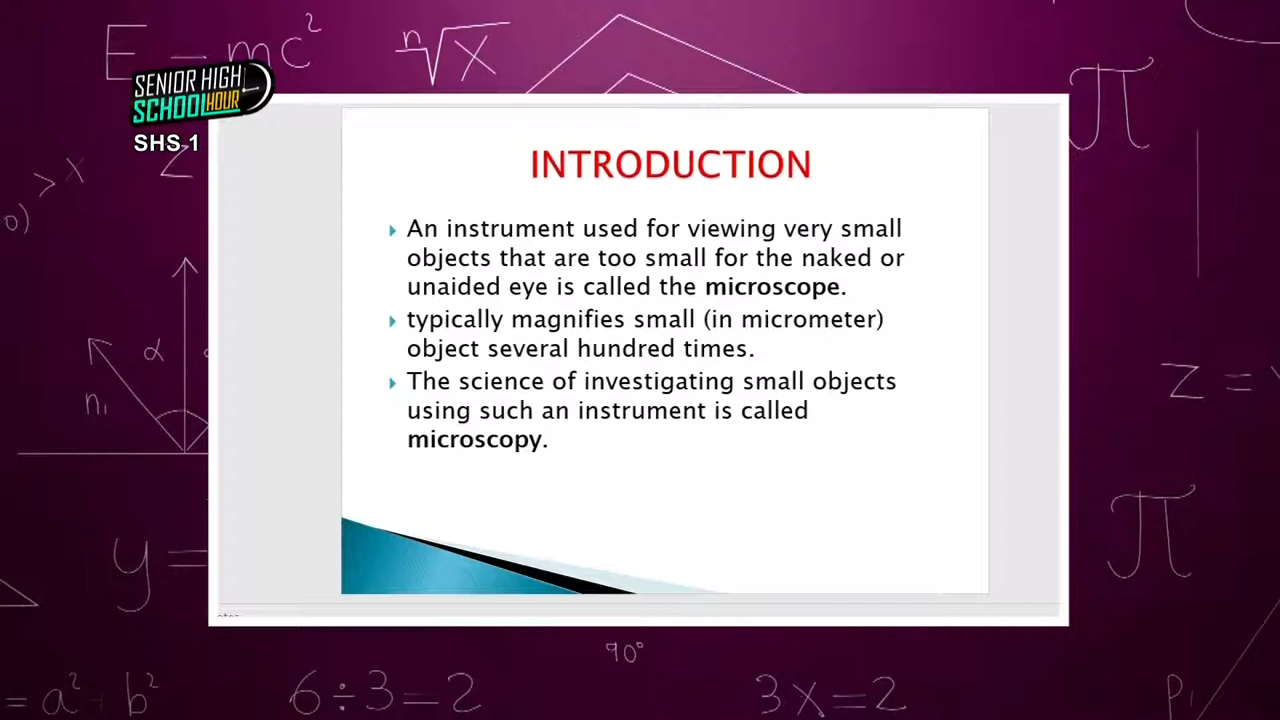 E = mc²
ⁿ√X
π
SENIOR HIGH
SCHOOL HOUR
SHS 1
INTRODUCTION
An instrument used for viewing very small
objects that are too small for the naked or
unaided eye is called the microscope.
typically magnifies small (in micrometer)
object several hundred times.
The science of investigating small objects
using such an instrument is called
microscopy.
> x
α
n₁
z =
y =
π
90°
= a² + b²
6÷3=2
3x=2
P₁